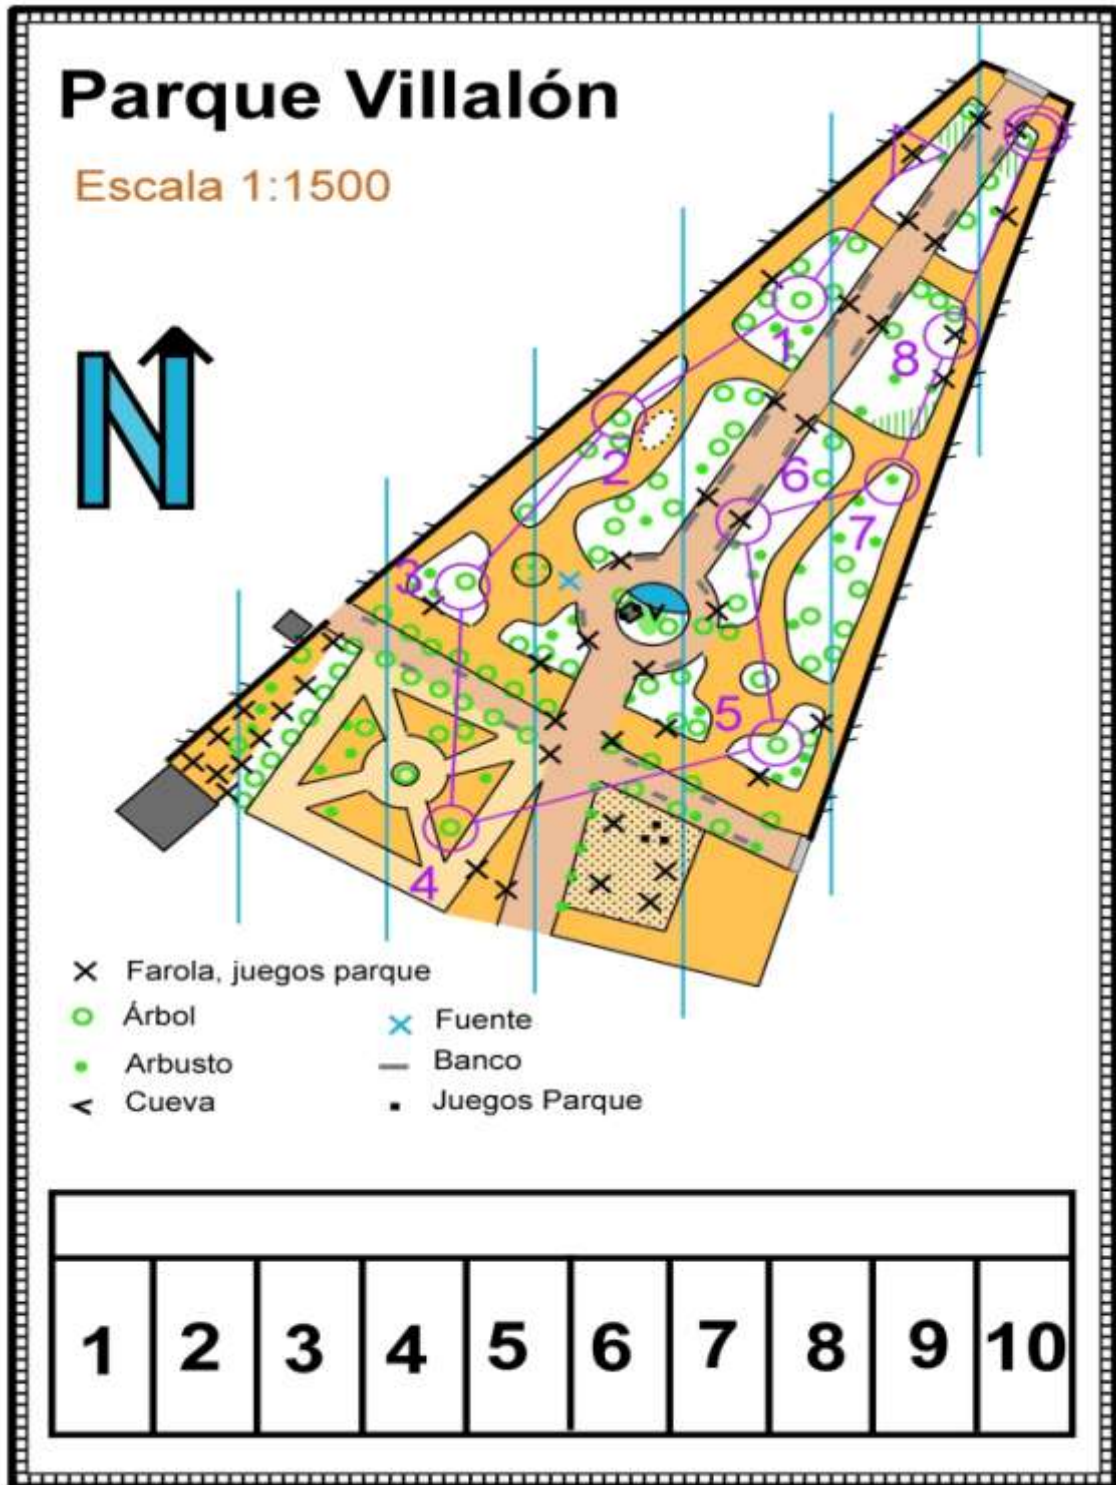 Parque Villalón
Escala 1:1500
N
1
8
2
6
7
3
5
4
Farola, juegos parque
Árbol
Fuente
Arbusto
Banco
Cueva
Juegos Parque
1 2 3 4 5 6 7 8 9 10